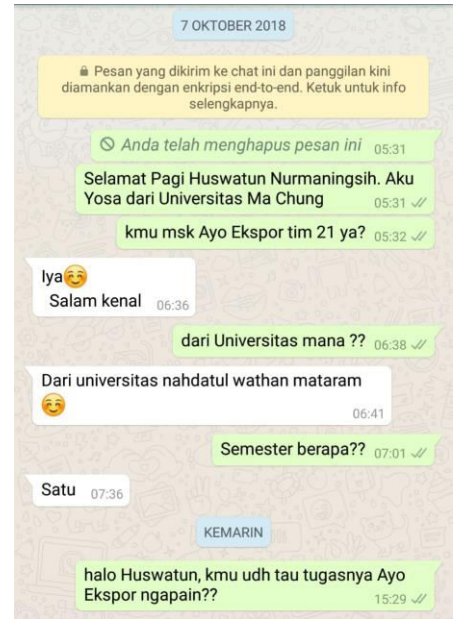 7 OKTOBER 2018
Pesan yang dikirim ke chat ini dan panggilan kini
diamankan dengan enkripsi end-to-end. Ketuk untuk info
selengkapnya.
Anda telah menghapus pesan ini 05:31
Selamat Pagi Huswatun Nurmaningsih. Aku
Yosa dari Universitas Ma Chung 05:31
kmu msk Ayo Ekspor tim 21 ya? 05:32
Iya☺️
Salam kenal 06:36
dari Universitas mana ?? 06:38
Dari universitas nahdatul wathan mataram
☺️ 06:41
Semester berapa?? 07:01
Satu 07:36
KEMARIN
halo Huswatun, kmu udh tau tugasnya Ayo
Ekspor ngapain?? 15:29